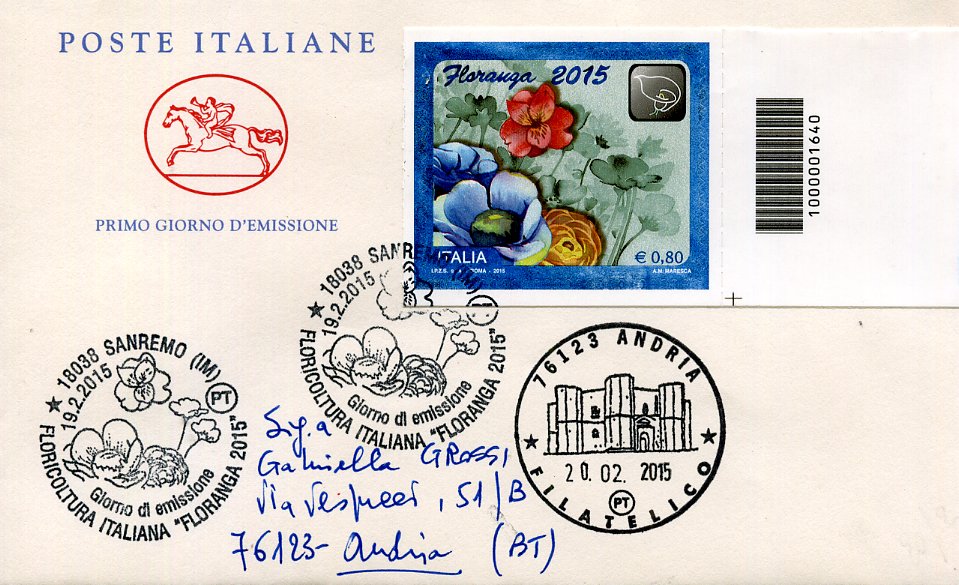 POSTE ITALIANE
PRIMO GIORNO D'EMISSIONE
Floranga 2015
ITALIA
€ 0,80
I.P.Z.S. ROMA - 2015
A.M. MARESCA
1000001640
18038 SANREMO (IM)
19.2.2015
PT
Giorno di emissione
FLORICOLTURA ITALIANA "FLORANGA 2015"
18038 SANREMO (IM)
19.2.2015
PT
Giorno di emissione
FLORICOLTURA ITALIANA "FLORANGA 2015"
76123 ANDRIA
20.02.2015
PT
FILATELICO
Sig.a
Gabriella GROSSI
Via Vespucci, 51/B
76123- Andria (BT)